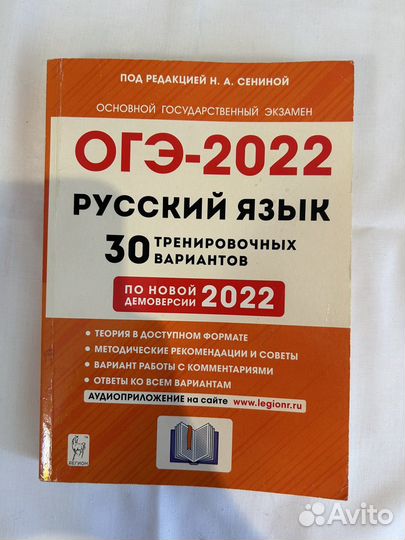 ПОД РЕДАКЦИЕЙ Н. А. СЕНИНОЙ
ОСНОВНОЙ ГОСУДАРСТВЕННЫЙ ЭКЗАМЕН
ОГЭ-2022
РУССКИЙ ЯЗЫК
30 ТРЕНИРОВОЧНЫХ
ВАРИАНТОВ
ПО НОВОЙ
ДЕМОВЕРСИИ 2022
• ТЕОРИЯ В ДОСТУПНОМ ФОРМАТЕ
• МЕТОДИЧЕСКИЕ РЕКОМЕНДАЦИИ И СОВЕТЫ
• ВАРИАНТ РАБОТЫ С КОММЕНТАРИЯМИ
• ОТВЕТЫ КО ВСЕМ ВАРИАНТАМ
АУДИОПРИЛОЖЕНИЕ на сайте www.legionr.ru
ЛЕГИОН
Avito